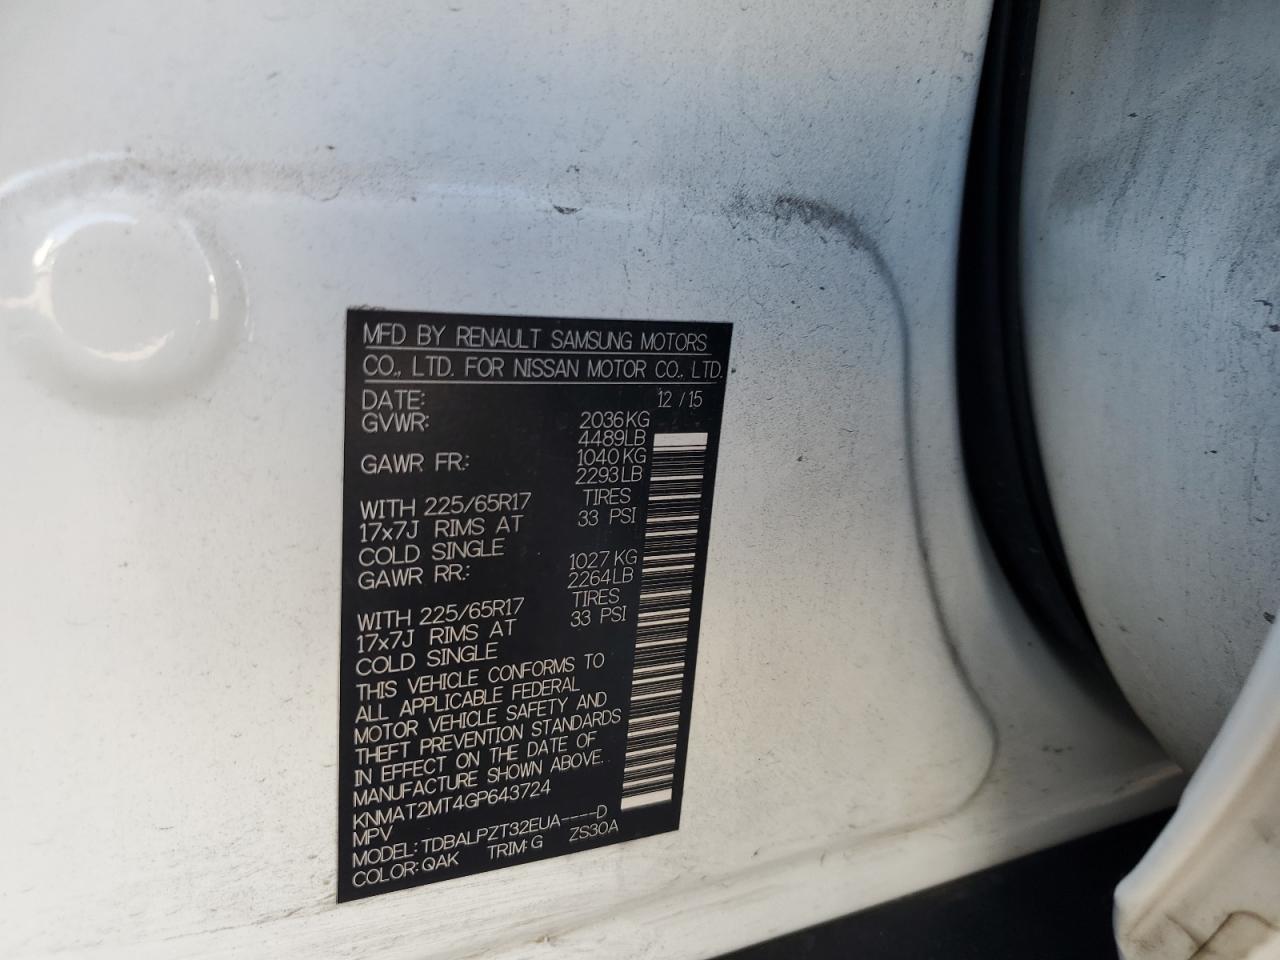 MFD BY RENAULT SAMSUNG MOTORS
CO., LTD. FOR NISSAN MOTOR CO., LTD.
DATE: 12 / 15
GVWR: 2036KG
4489LB
GAWR FR: 1040KG
2293LB
WITH 225/65R17 TIRES
17x7J RIMS AT 33 PSI
COLD SINGLE
GAWR RR: 1027KG
2264LB
WITH 225/65R17 TIRES
17x7J RIMS AT 33 PSI
COLD SINGLE
THIS VEHICLE CONFORMS TO
ALL APPLICABLE FEDERAL
MOTOR VEHICLE SAFETY AND
THEFT PREVENTION STANDARDS
IN EFFECT ON THE DATE OF
MANUFACTURE SHOWN ABOVE.
KNMAT2MT4GP643724
MPV
MODEL: TDBALPZT32EUA----D
COLOR: QAK TRIM: G ZS30A